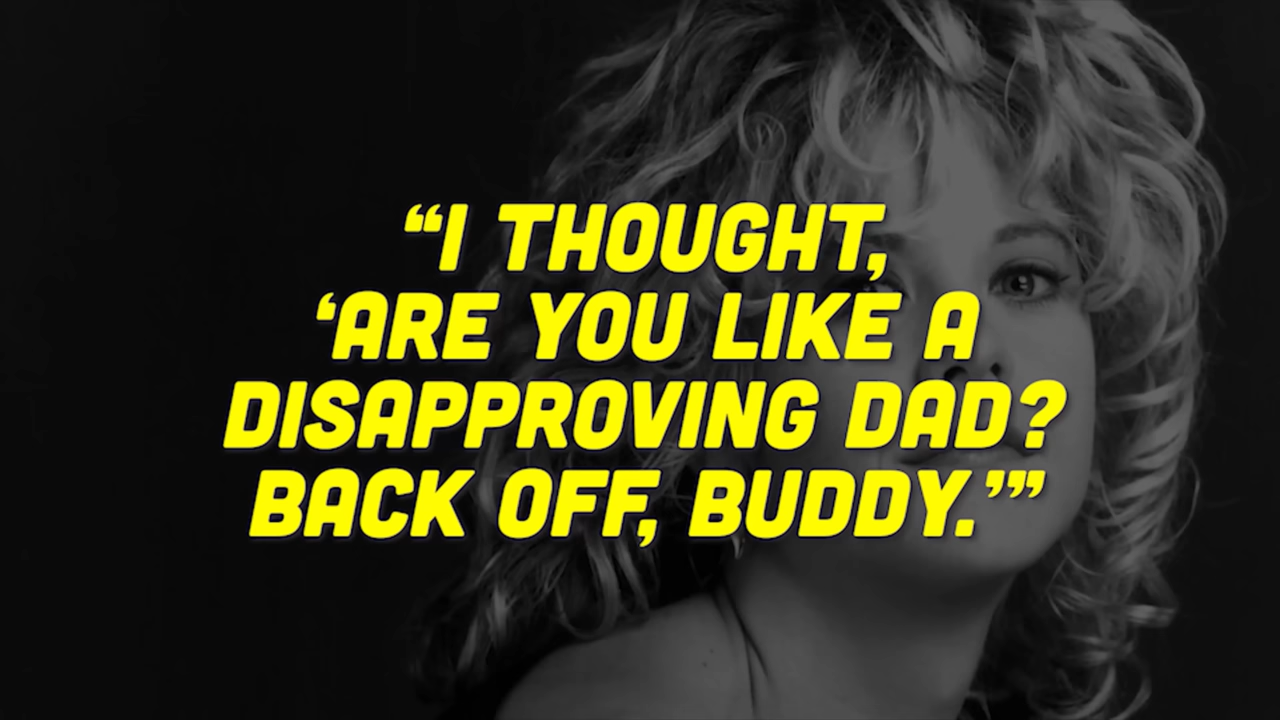 “I THOUGHT,
‘ARE YOU LIKE A
DISAPPROVING DAD?
BACK OFF, BUDDY.’”